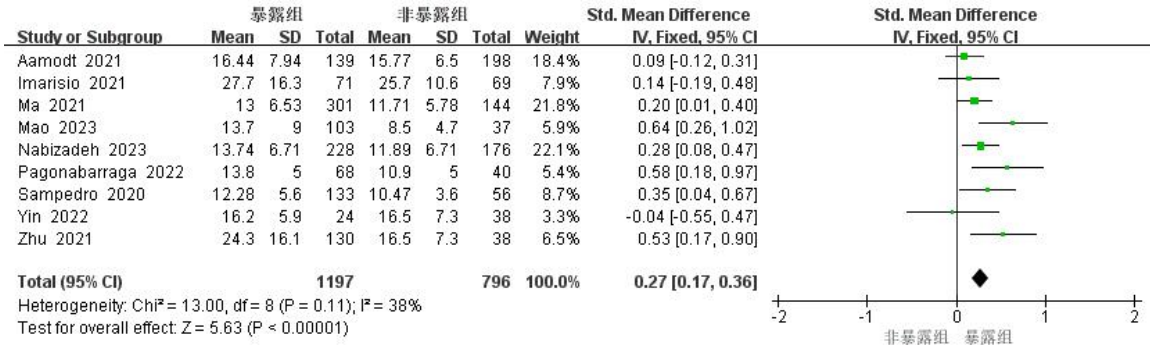 暴露组 非暴露组 Std. Mean Difference Std. Mean Difference
Study or Subgroup Mean SD Total Mean SD Total Weight IV, Fixed, 95% CI IV, Fixed, 95% CI
Aamodt 2021 16.44 7.94 139 15.77 6.5 198 18.4% 0.09 [-0.12, 0.31]
Imarisio 2021 27.7 16.3 71 25.7 10.6 69 7.9% 0.14 [-0.19, 0.48]
Ma 2021 13 6.53 301 11.71 5.78 144 21.8% 0.20 [0.01, 0.40]
Mao 2023 13.7 9 103 8.5 4.7 37 5.9% 0.64 [0.26, 1.02]
Nabizadeh 2023 13.74 6.71 228 11.89 6.71 176 22.1% 0.28 [0.08, 0.47]
Pagonabarraga 2022 13.8 5 68 10.9 5 40 5.4% 0.58 [0.18, 0.97]
Sampedro 2020 12.28 5.6 133 10.47 3.6 56 8.7% 0.35 [0.04, 0.67]
Yin 2022 16.2 5.9 24 16.5 7.3 38 3.3% -0.04 [-0.55, 0.47]
Zhu 2021 24.3 16.1 130 16.5 7.3 38 6.5% 0.53 [0.17, 0.90]
Total (95% CI) 1197 796 100.0% 0.27 [0.17, 0.36]
Heterogeneity: Chi² = 13.00, df = 8 (P = 0.11); I² = 38%
Test for overall effect: Z = 5.63 (P < 0.00001)
-2 -1 0 1 2
非暴露组 暴露组